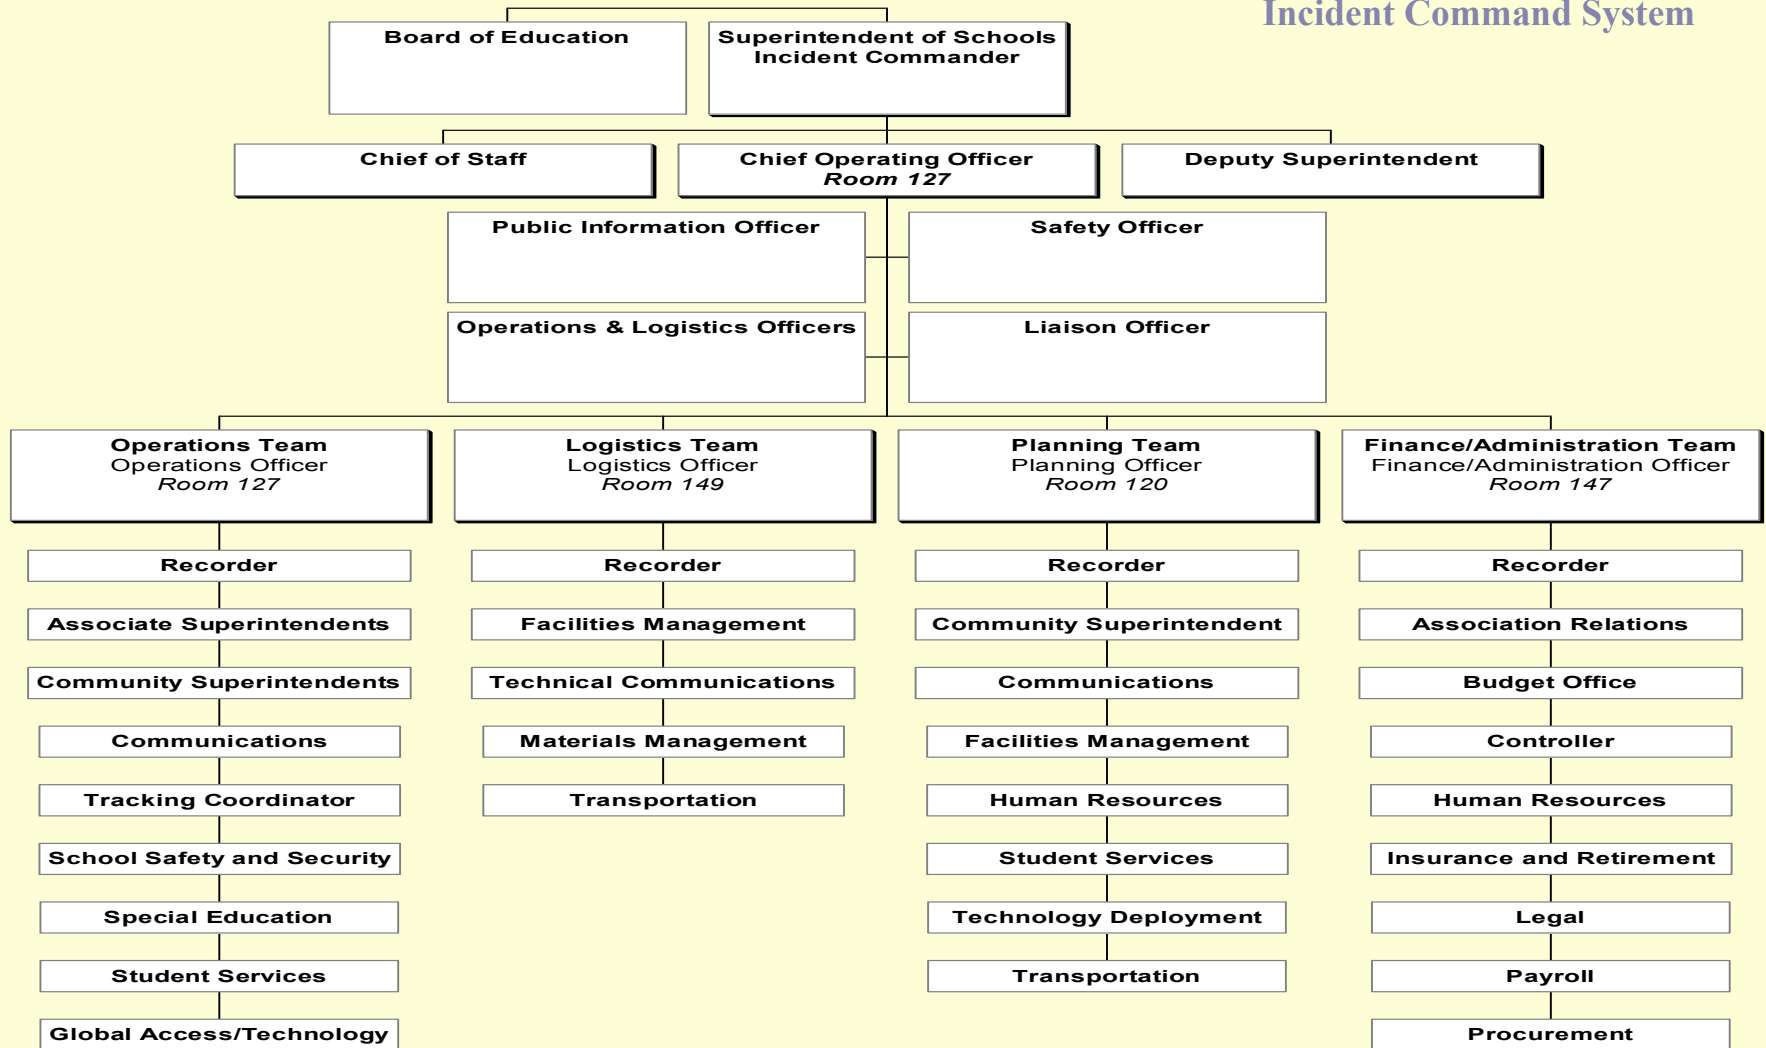 Incident Command System
Board of Education
Superintendent of Schools
Incident Commander
Chief of Staff
Chief Operating Officer
Room 127
Deputy Superintendent
Public Information Officer
Safety Officer
Operations & Logistics Officers
Liaison Officer
Operations Team
Operations Officer
Room 127
Logistics Team
Logistics Officer
Room 149
Planning Team
Planning Officer
Room 120
Finance/Administration Team
Finance/Administration Officer
Room 147
Recorder
Associate Superintendents
Community Superintendents
Communications
Tracking Coordinator
School Safety and Security
Special Education
Student Services
Global Access/Technology
Recorder
Facilities Management
Technical Communications
Materials Management
Transportation
Recorder
Community Superintendent
Communications
Facilities Management
Human Resources
Student Services
Technology Deployment
Transportation
Recorder
Association Relations
Budget Office
Controller
Human Resources
Insurance and Retirement
Legal
Payroll
Procurement